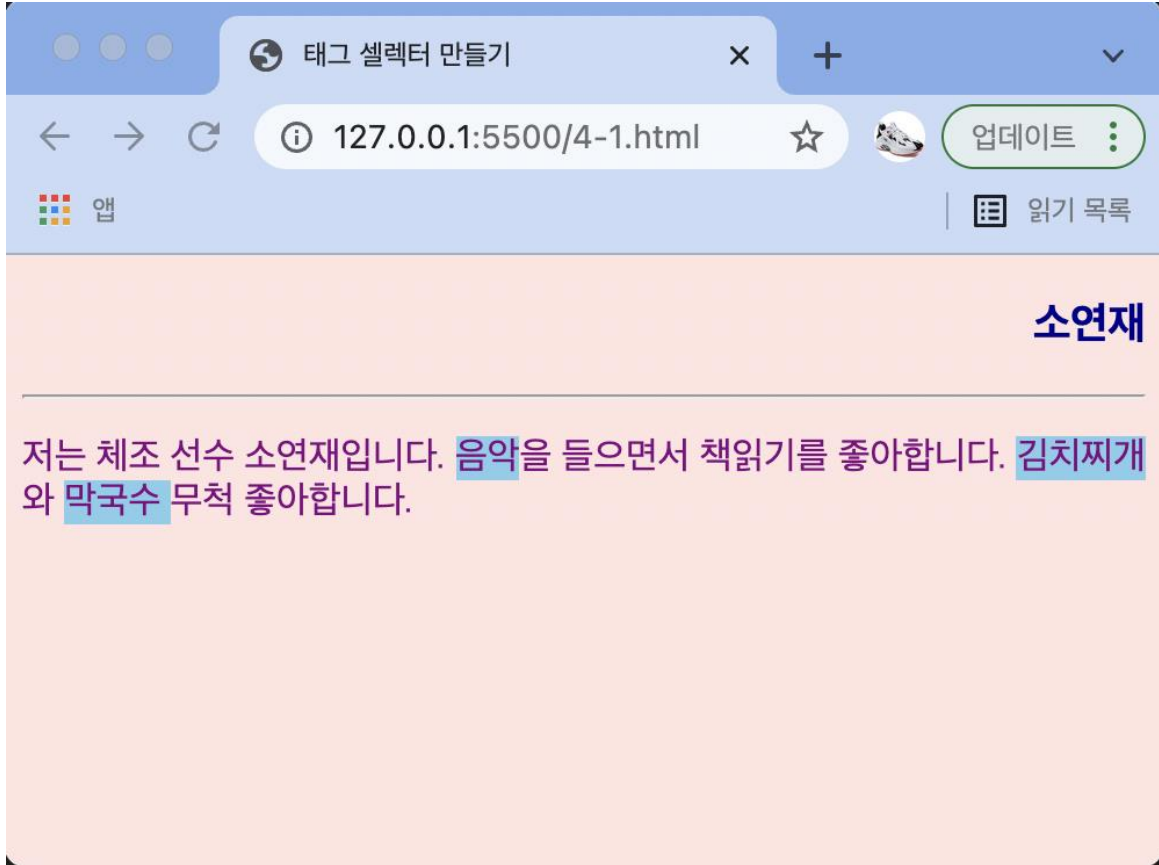 태그 셀렉터 만들기
127.0.0.1:5500/4-1.html
업데이트
앱
읽기 목록
소연재
저는 체조 선수 소연재입니다. 음악을 들으면서 책읽기를 좋아합니다. 김치찌개
와 막국수 무척 좋아합니다.